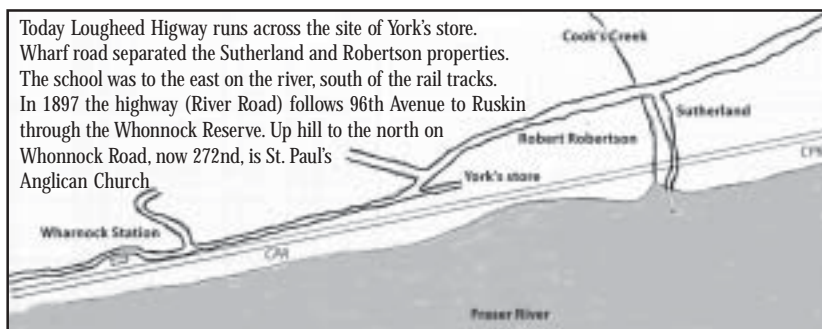 Today Lougheed Higway runs across the site of York's store.
Wharf road separated the Sutherland and Robertson properties.
The school was to the east on the river, south of the rail tracks.
In 1897 the highway (River Road) follows 96th Avenue to Ruskin
through the Whonnock Reserve. Up hill to the north on
Whonnock Road, now 272nd, is St. Paul's
Anglican Church
Cook's Creek
Sutherland
Robert Robertson
CPR
York's store
Wharnock Station
CPR
Fraser River